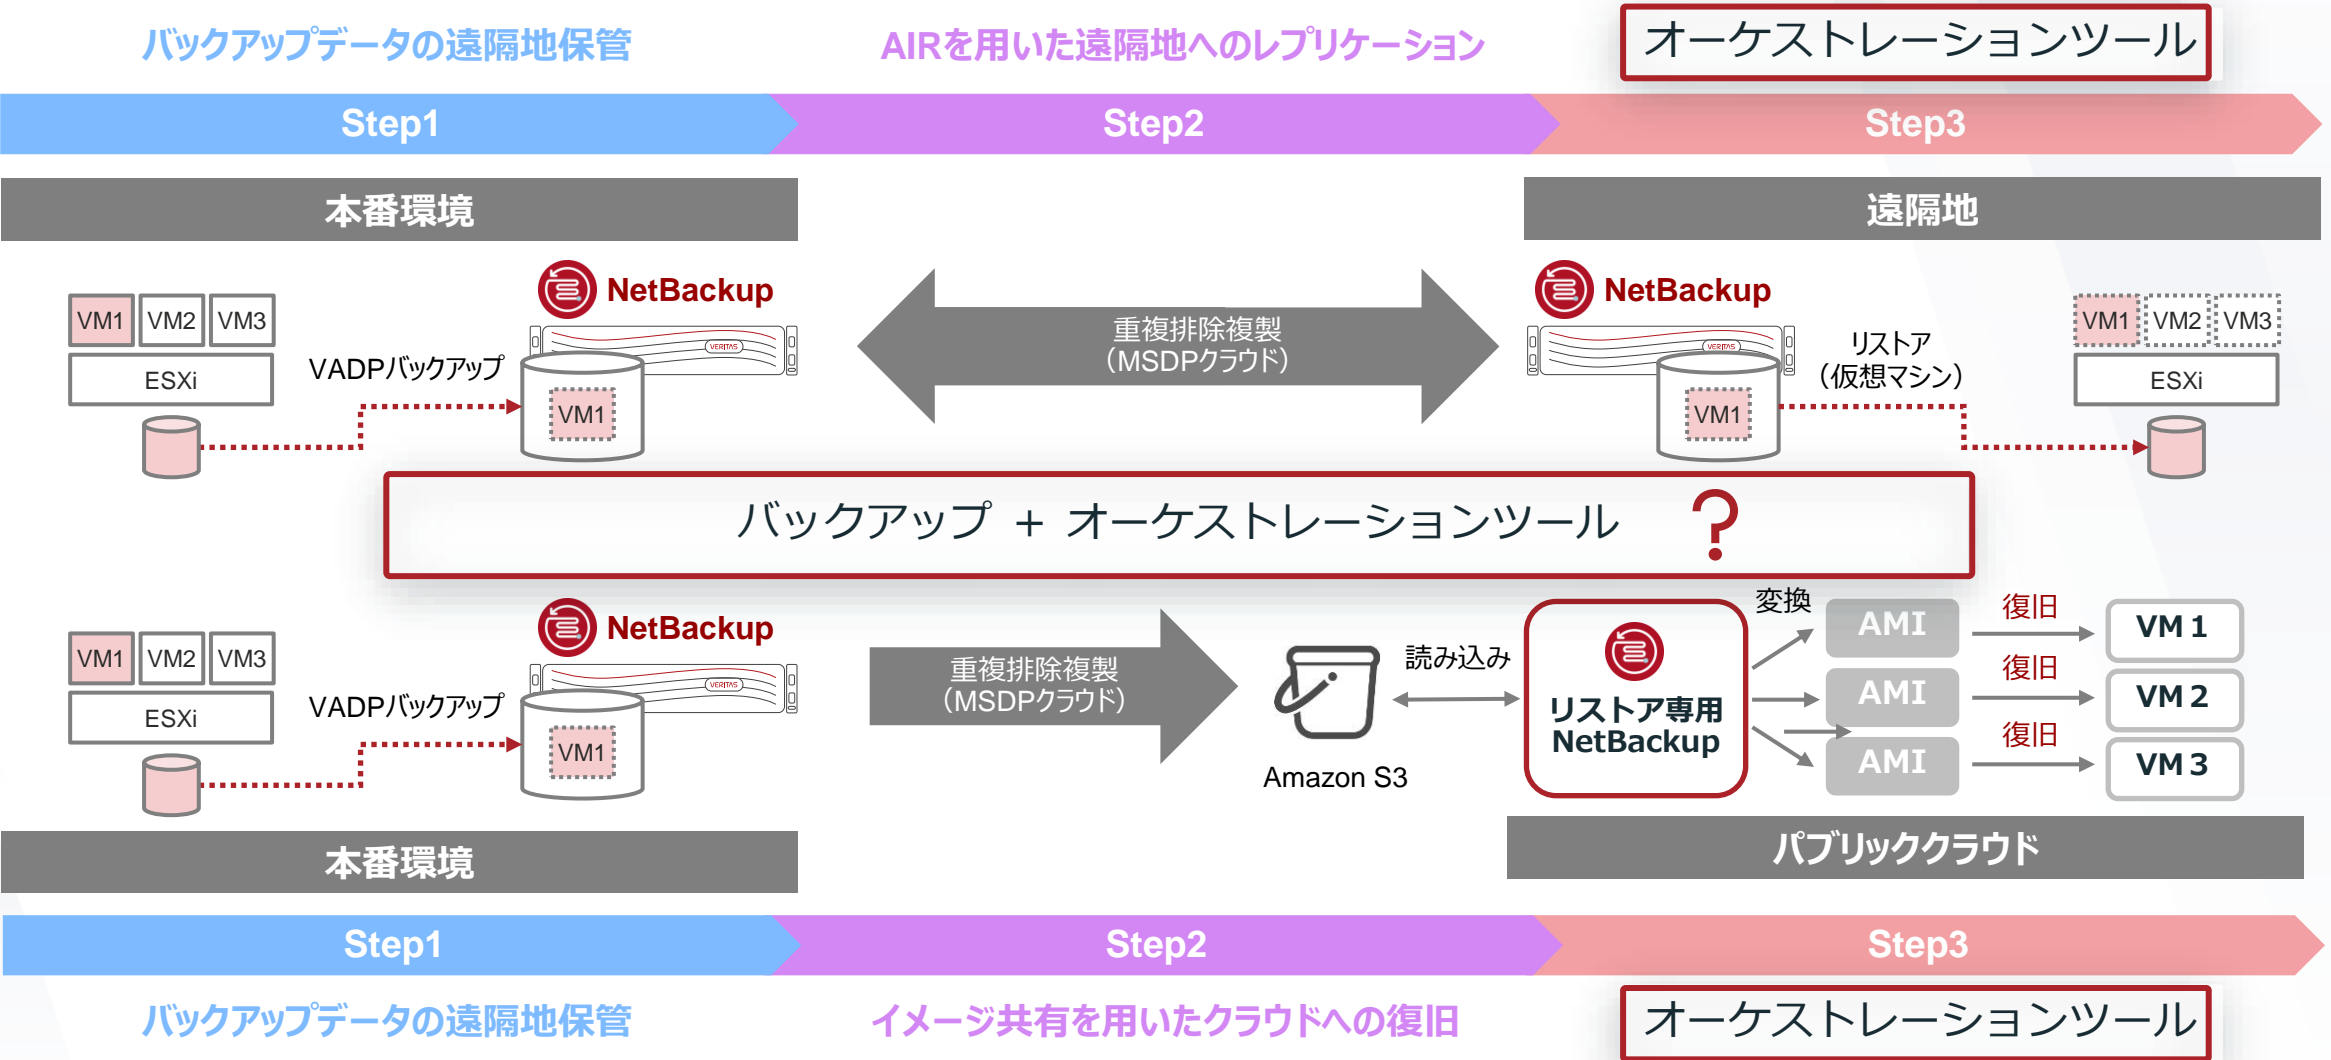 バックアップデータの遠隔地保管
AIRを用いた遠隔地へのレプリケーション
オーケストレーションツール
Step1
Step2
Step3
本番環境
遠隔地
NetBackup
NetBackup
VM1
VM2
VM3
ESXi
VADPバックアップ
VERITAS
VM1
重複排除複製
（MSDPクラウド）
VERITAS
VM1
リストア
（仮想マシン）
VM1
VM2
VM3
ESXi
バックアップ + オーケストレーションツール ？
NetBackup
VM1
VM2
VM3
ESXi
VADPバックアップ
VERITAS
VM1
重複排除複製
（MSDPクラウド）
Amazon S3
読み込み
リストア専用
NetBackup
変換
AMI
復旧
VM 1
AMI
復旧
VM 2
AMI
復旧
VM 3
本番環境
パブリッククラウド
Step1
Step2
Step3
バックアップデータの遠隔地保管
イメージ共有を用いたクラウドへの復旧
オーケストレーションツール